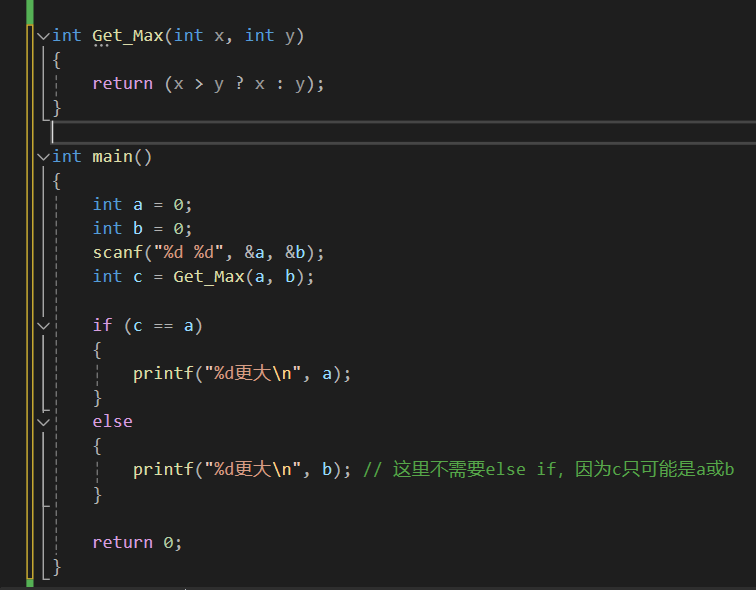 int Get_Max(int x, int y)
{
    return (x > y ? x : y);
}
int main()
{
    int a = 0;
    int b = 0;
    scanf("%d %d", &a, &b);
    int c = Get_Max(a, b);
    if (c == a)
    {
        printf("%d更大\n", a);
    }
    else
    {
        printf("%d更大\n", b); // 这里不需要else if，因为c只可能是a或b
    }
    return 0;
}